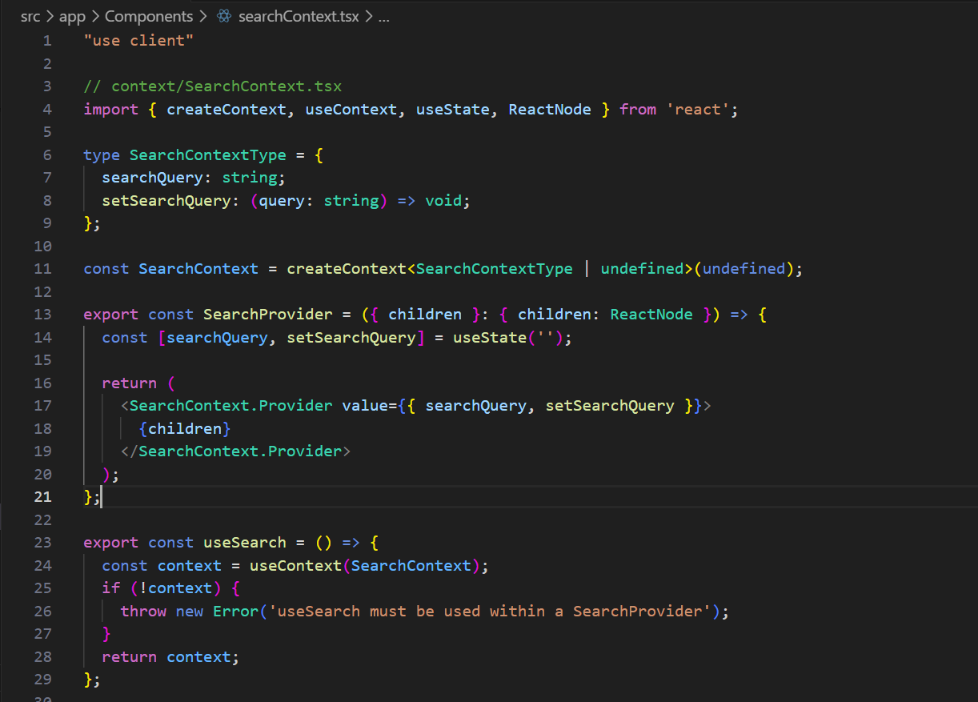 src > app > Components > searchContext.tsx > ...
1 "use client"
2
3 // context/SearchContext.tsx
4 import { createContext, useContext, useState, ReactNode } from 'react';
5
6 type SearchContextType = {
7   searchQuery: string;
8   setSearchQuery: (query: string) => void;
9 };
10
11 const SearchContext = createContext<SearchContextType | undefined>(undefined);
12
13 export const SearchProvider = ({ children }: { children: ReactNode }) => {
14   const [searchQuery, setSearchQuery] = useState('');
15
16   return (
17     <SearchContext.Provider value={{ searchQuery, setSearchQuery }}>
18       {children}
19     </SearchContext.Provider>
20   );
21 };
22
23 export const useSearch = () => {
24   const context = useContext(SearchContext);
25   if (!context) {
26     throw new Error('useSearch must be used within a SearchProvider');
27   }
28   return context;
29 };
30